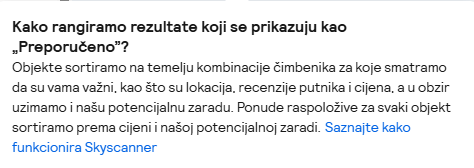 Kako rangiramo rezultate koji se prikazuju kao
„Preporučeno”?
Objekte sortiramo na temelju kombinacije čimbenika za koje smatramo
da su vama važni, kao što su lokacija, recenzije putnika i cijena, a u obzir
uzimamo i našu potencijalnu zaradu. Ponude raspoložive za svaki objekt
sortiramo prema cijeni i našoj potencijalnoj zaradi. Saznajte kako
funkcionira Skyscanner